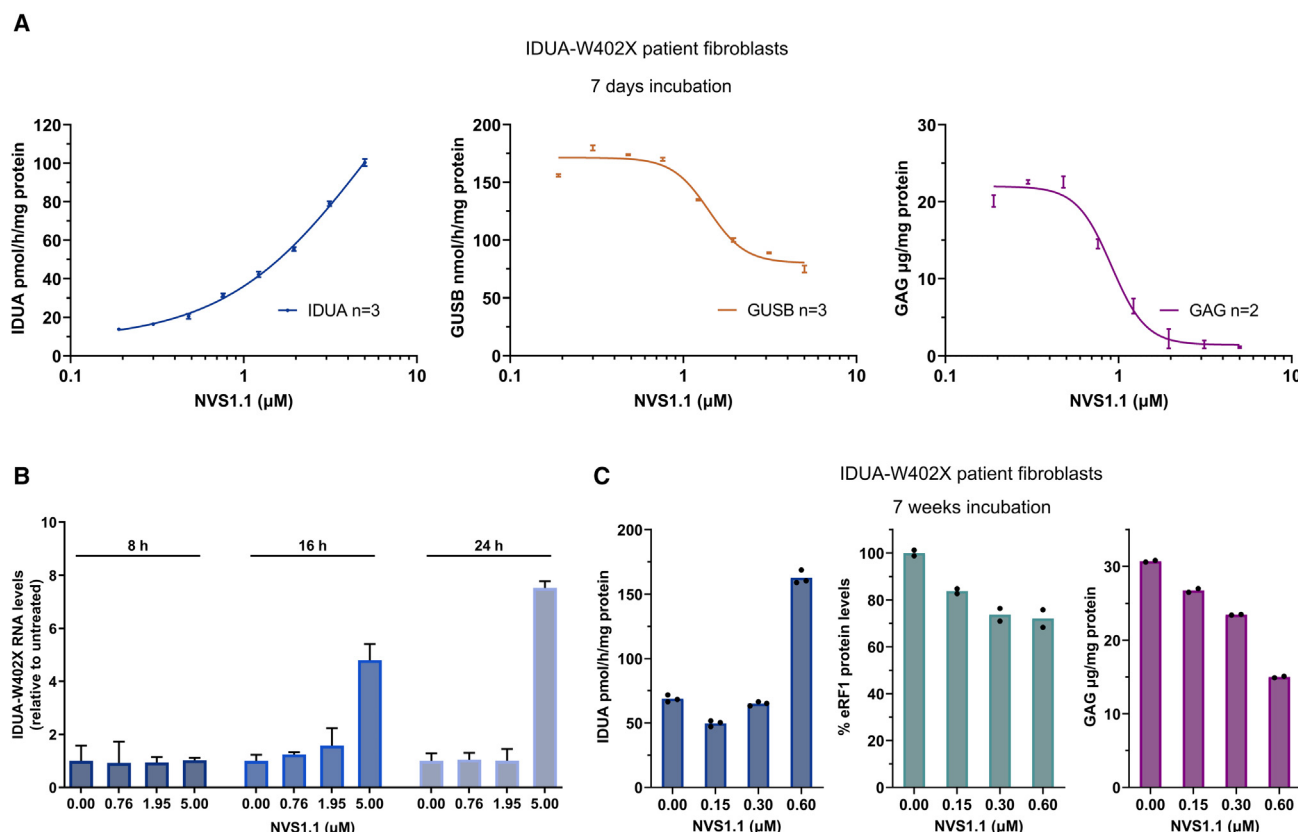 A
IDUA-W402X patient fibroblasts
7 days incubation
IDUA pmol/h/mg protein
120
100
80
60
40
20
0
0.1
1
10
IDUA n=3
NVS1.1 (µM)
GUSB nmol/h/mg protein
200
150
100
50
0
0.1
1
10
GUSB n=3
NVS1.1 (µM)
GAG µg/mg protein
30
20
10
0
0.1
1
10
GAG n=2
NVS1.1 (µM)
B
IDUA-W402X RNA levels
(relative to untreated)
10
8
6
4
2
0
8 h
16 h
24 h
0.00 0.76 1.95 5.00
0.00 0.76 1.95 5.00
0.00 0.76 1.95 5.00
NVS1.1 (µM)
C
IDUA-W402X patient fibroblasts
7 weeks incubation
IDUA pmol/h/mg protein
200
150
100
50
0
0.00 0.15 0.30 0.60
NVS1.1 (µM)
% eRF1 protein levels
100
80
60
40
20
0
0.00 0.15 0.30 0.60
NVS1.1 (µM)
GAG µg/mg protein
30
20
10
0
0.00 0.15 0.30 0.60
NVS1.1 (µM)